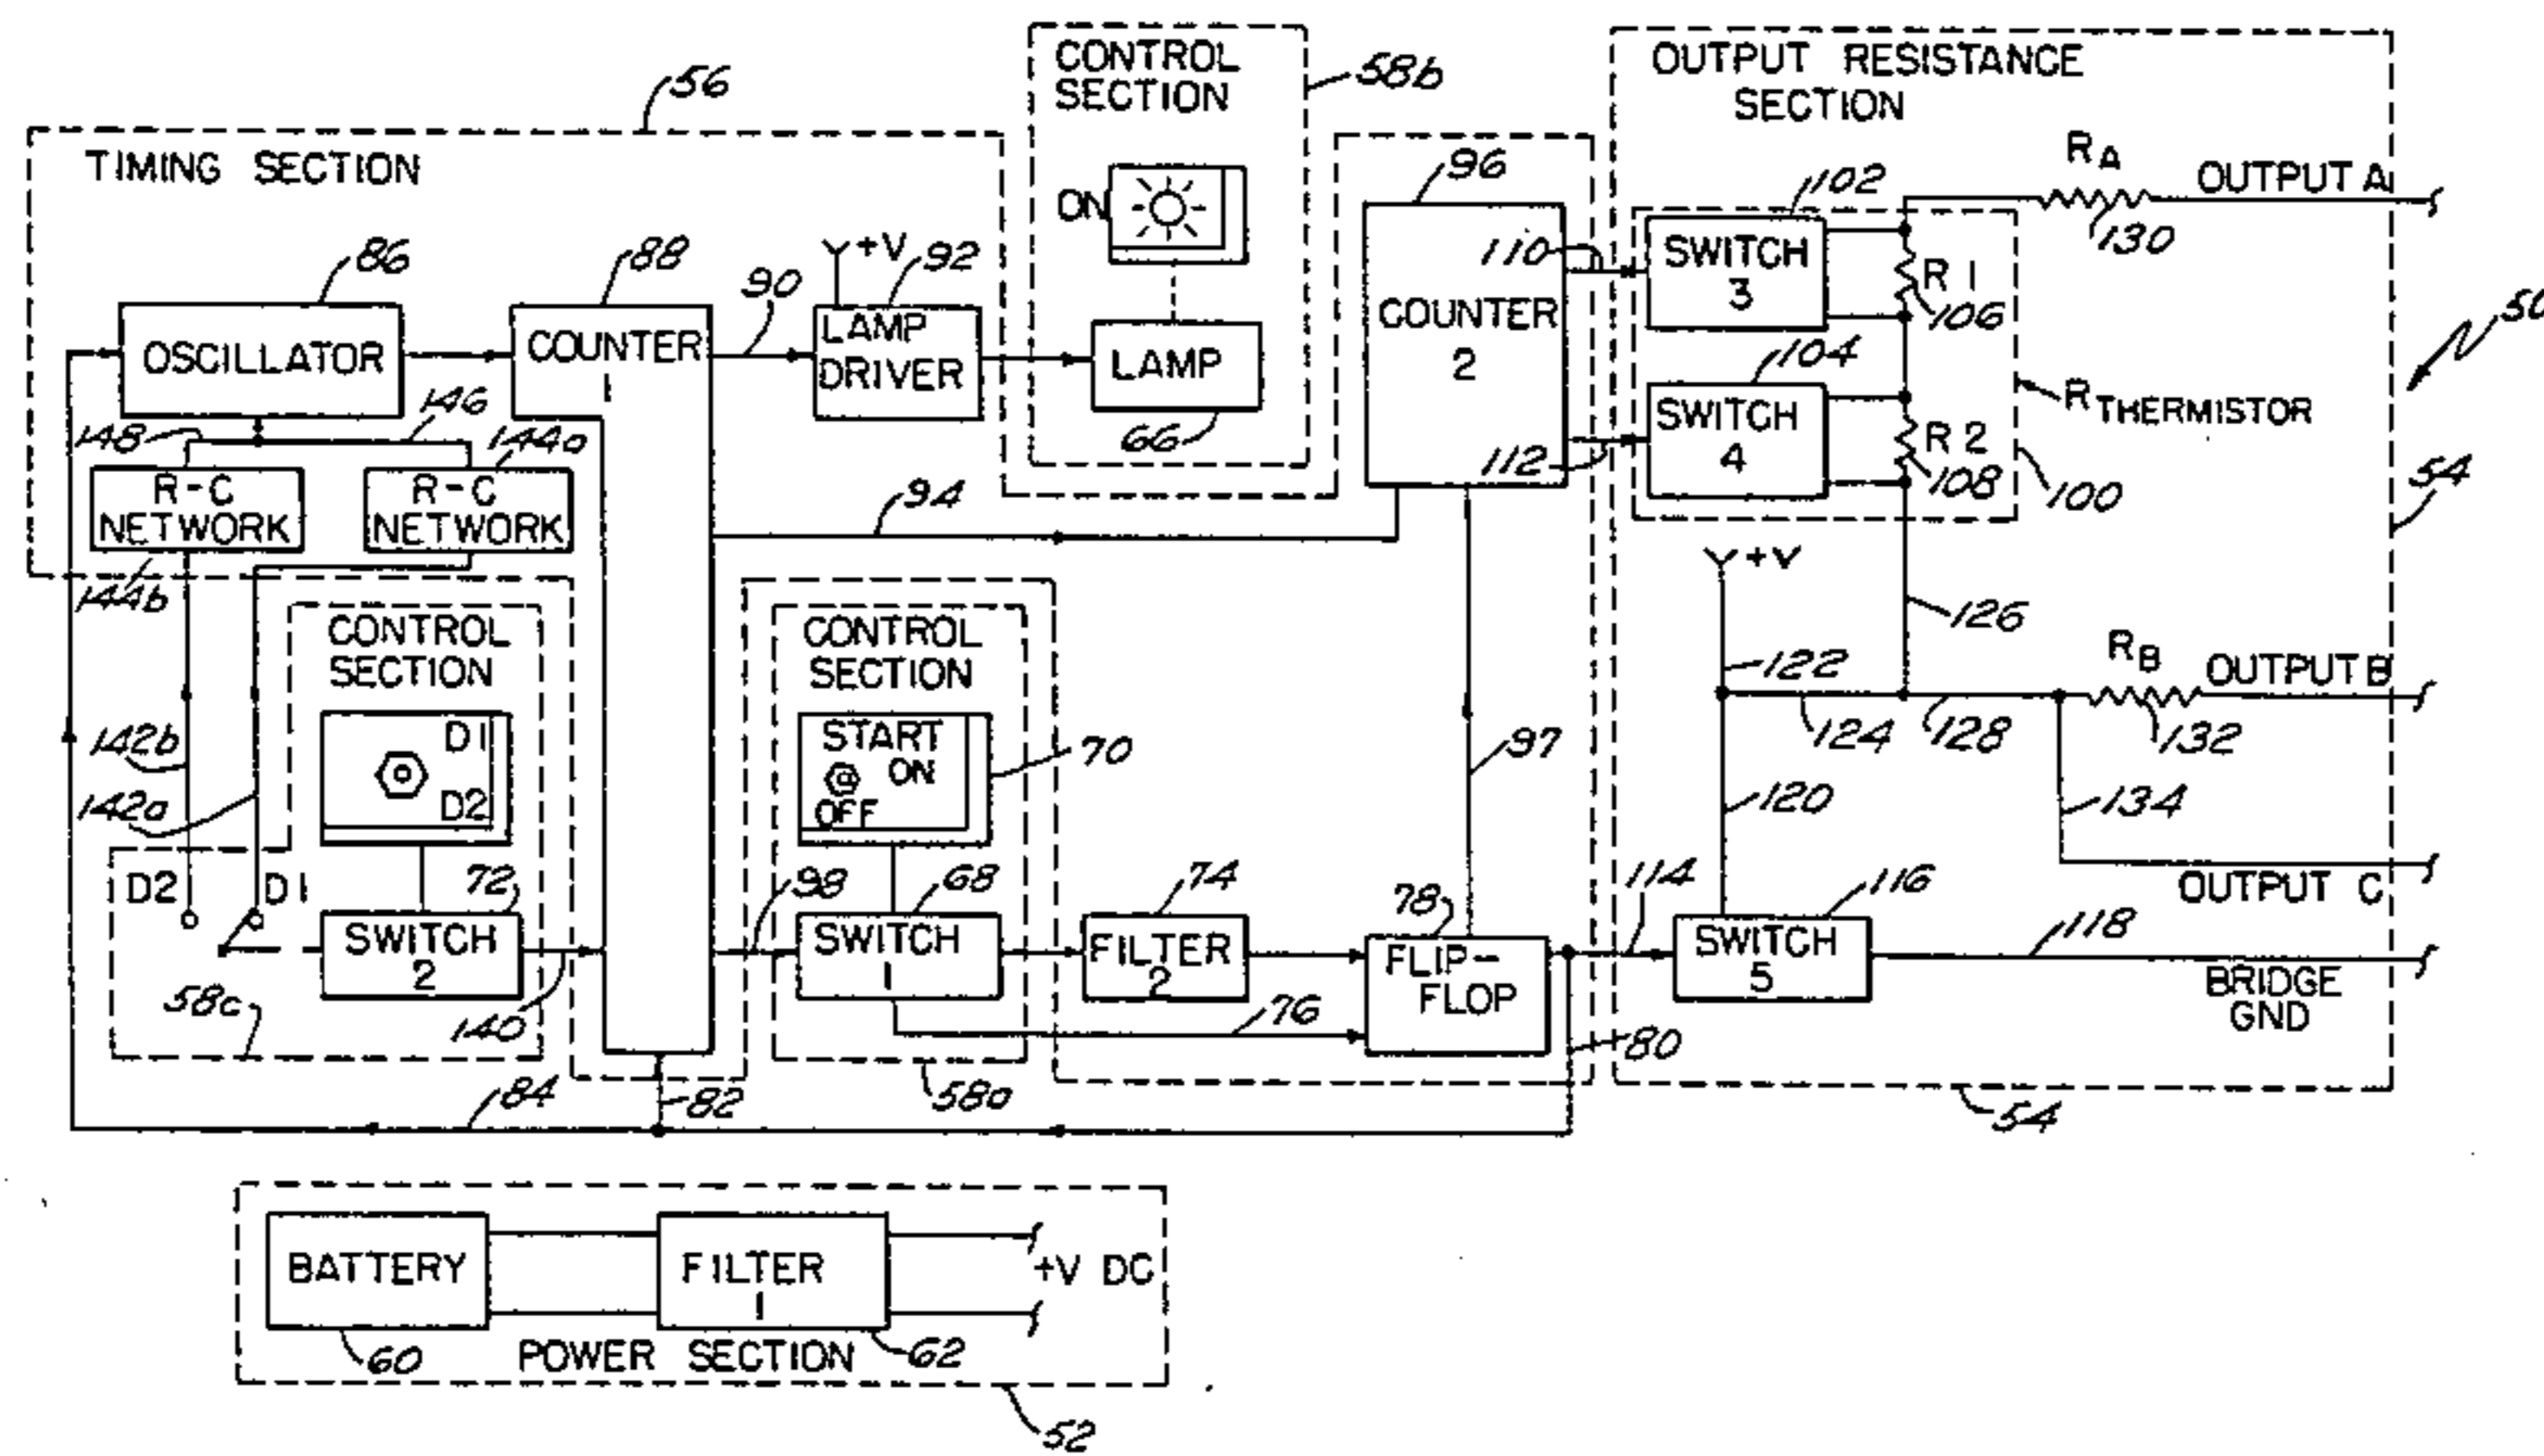 56
TIMING SECTION
CONTROL
SECTION
58b
ON
LAMP
66
OUTPUT RESISTANCE
SECTION
86
OSCILLATOR
88
COUNTER
1
90
+V
92
LAMP
DRIVER
96
COUNTER
2
94
110
112
102
SWITCH
3
104
SWITCH
4
R1
106
R2
108
RA
130
OUTPUT A
RTHERMISTOR
100
50
54
148
146
144a
R-C
NETWORK
R-C
NETWORK
144b
142b
142a
CONTROL
SECTION
D1
D2
72
SWITCH
2
D2
D1
58c
140
CONTROL
SECTION
START
ON
OFF
70
98
68
SWITCH
1
58a
74
FILTER
2
76
97
78
FLIP-
FLOP
80
82
84
+V
126
122
124
128
RB
132
OUTPUT B
120
134
OUTPUT C
114
116
SWITCH
5
118
BRIDGE
GND
54
BATTERY
60
FILTER
1
62
+V DC
POWER SECTION
52